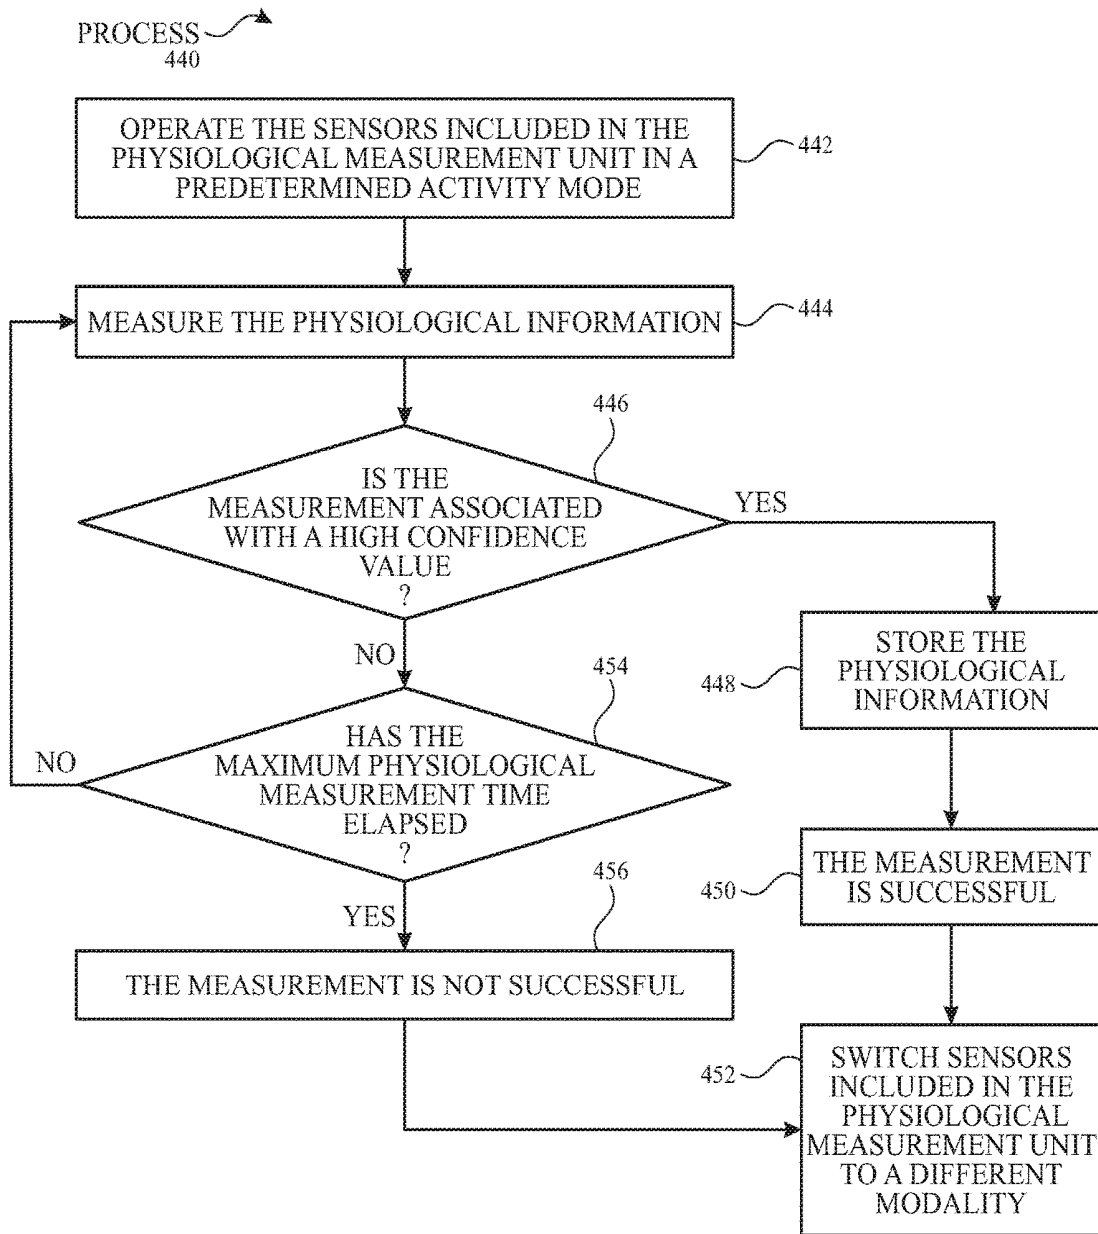 PROCESS
440
OPERATE THE SENSORS INCLUDED IN THE
PHYSIOLOGICAL MEASUREMENT UNIT IN A
PREDETERMINED ACTIVITY MODE
442
MEASURE THE PHYSIOLOGICAL INFORMATION
444
446
IS THE
MEASUREMENT ASSOCIATED
WITH A HIGH CONFIDENCE
VALUE
?
YES
NO
STORE THE
PHYSIOLOGICAL
INFORMATION
448
454
HAS THE
MAXIMUM PHYSIOLOGICAL
MEASUREMENT TIME
ELAPSED
?
NO
YES
THE MEASUREMENT
IS SUCCESSFUL
450
456
THE MEASUREMENT IS NOT SUCCESSFUL
452
SWITCH SENSORS
INCLUDED IN THE
PHYSIOLOGICAL
MEASUREMENT UNIT
TO A DIFFERENT
MODALITY